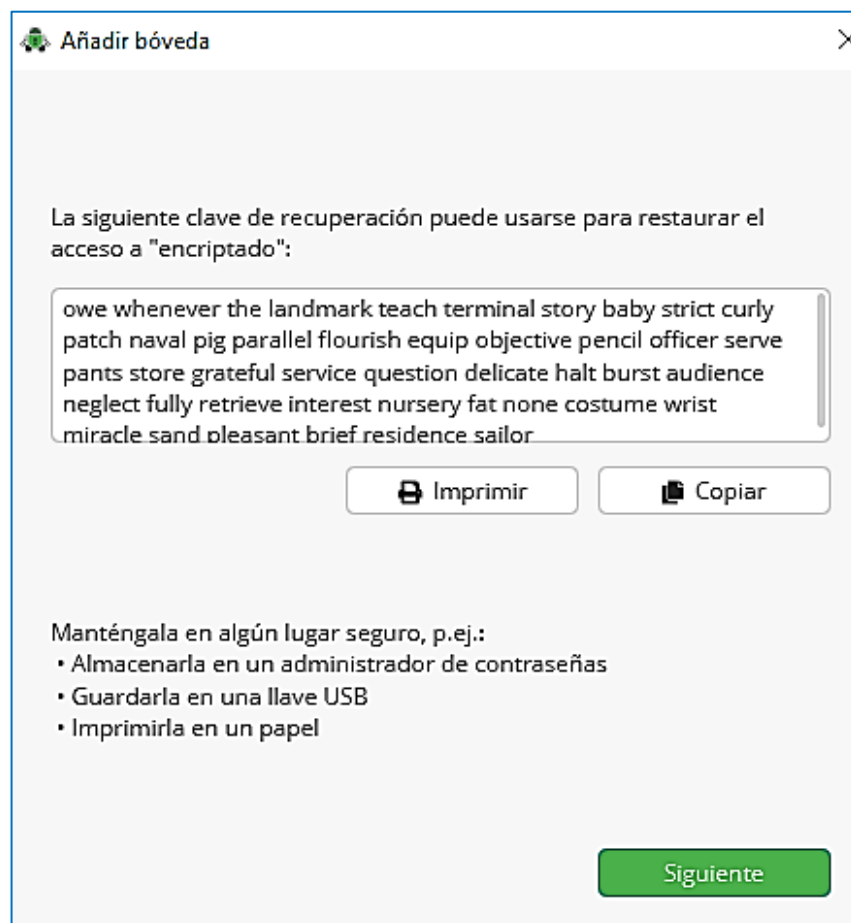 Añadir bóveda
La siguiente clave de recuperación puede usarse para restaurar el
acceso a "encriptado":
owe whenever the landmark teach terminal story baby strict curly
patch naval pig parallel flourish equip objective pencil officer serve
pants store grateful service question delicate halt burst audience
neglect fully retrieve interest nursery fat none costume wrist
miracle sand pleasant brief residence sailor
Imprimir
Copiar
Manténgala en algún lugar seguro, p.ej.:
• Almacenarla en un administrador de contraseñas
• Guardarla en una llave USB
• Imprimirla en un papel
Siguiente